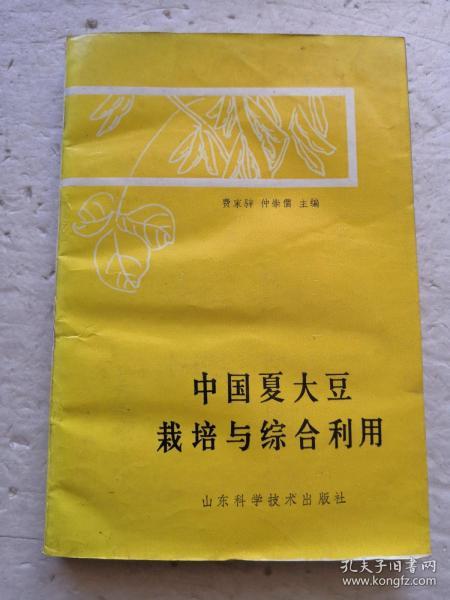 费家骍 仲崇儒 主编
中国夏大豆
栽培与综合利用
山东科学技术出版社
孔夫子旧书网
www.kongfz.com